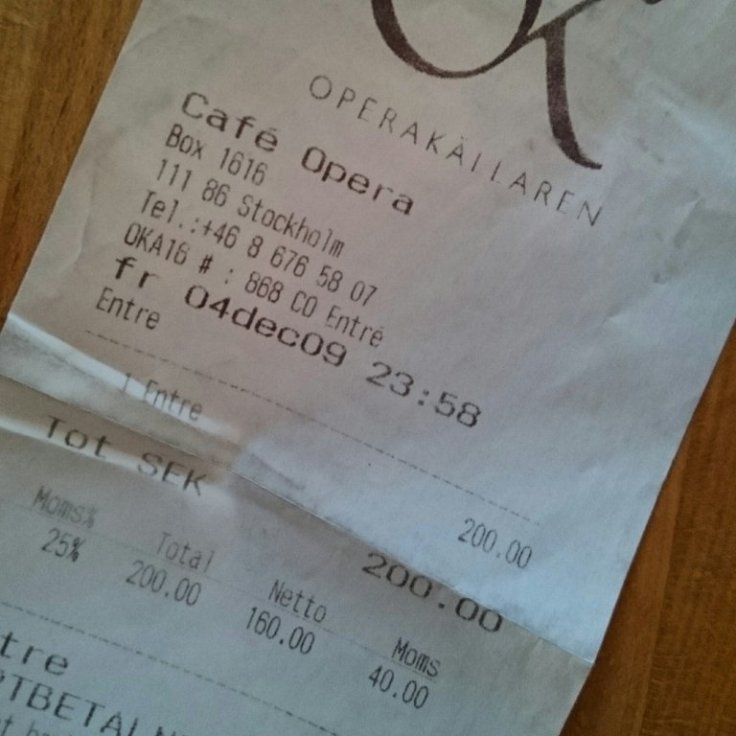 OK
OPERAKÄLLAREN
Café Opera
Box 1616
111 86 Stockholm
Tel.:+46 8 676 58 07
OKA16 # : 868 CO Entré
fr 04dec09 23:58
Entre
1 Entre 200.00
Tot SEK 200.00
Moms% Total Netto Moms
25% 200.00 160.00 40.00